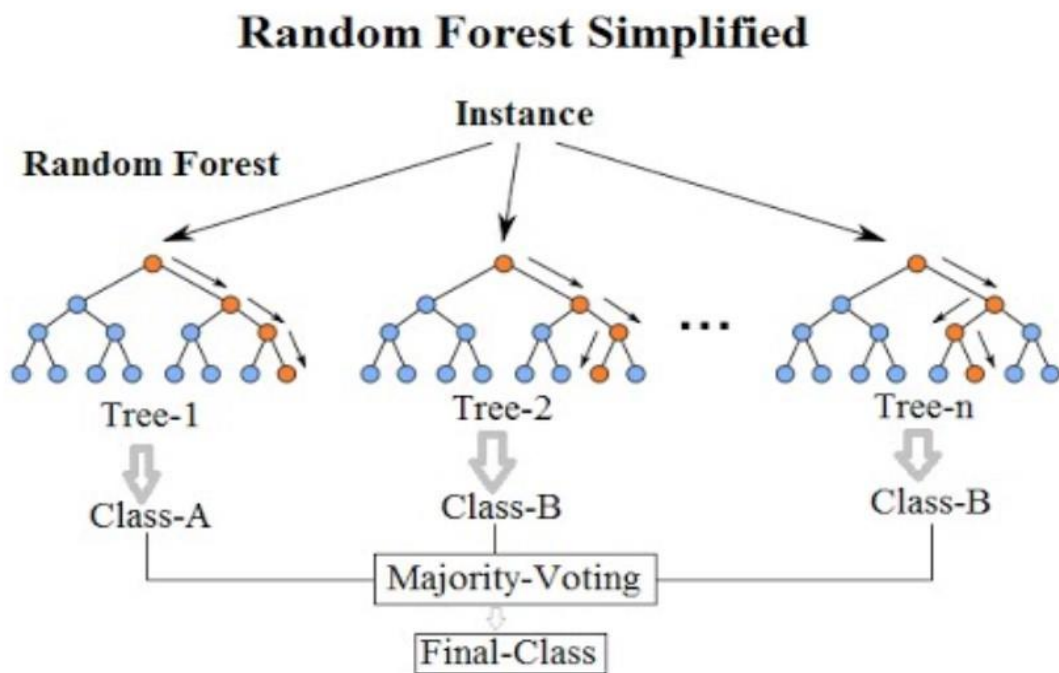 Random Forest Simplified
Instance
Random Forest
...
Tree-1
Tree-2
Tree-n
Class-A
Class-B
Class-B
Majority-Voting
Final-Class